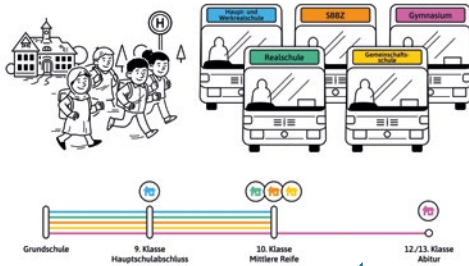 H
Haupt- und
Werkrealschule
SBBZ
Gymnasium
Realschule
Gemeinschafts-
schule
Grundschule
9. Klasse
Hauptschulabschluss
10. Klasse
Mittlere Reife
12./13. Klasse
Abitur